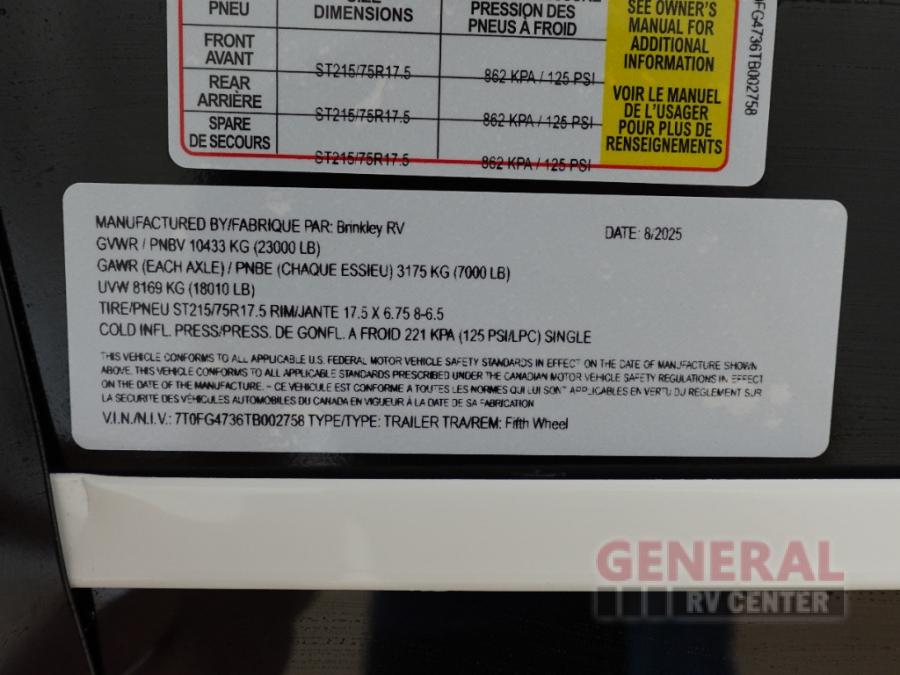 PNEU
DIMENSIONS
PRESSION DES
PNEUS À FROID
SEE OWNER'S
MANUAL FOR
ADDITIONAL
INFORMATION
FRONT
AVANT
ST215/75R17.5
862 KPA / 125 PSI
REAR
ARRIÈRE
ST215/75R17.5
862 KPA / 125 PSI
SPARE
DE SECOURS
ST215/75R17.5
862 KPA / 125 PSI
VOIR LE MANUEL
DE L'USAGER
POUR PLUS DE
RENSEIGNEMENTS
0FG4736TB002758
MANUFACTURED BY/FABRIQUE PAR: Brinkley RV
DATE: 8/2025
GVWR / PNBV 10433 KG (23000 LB)
GAWR (EACH AXLE) / PNBE (CHAQUE ESSIEU) 3175 KG (7000 LB)
UVW 8169 KG (18010 LB)
TIRE/PNEU ST215/75R17.5 RIM/JANTE 17.5 X 6.75 8-6.5
COLD INFL. PRESS/PRESS. DE GONFL. A FROID 221 KPA (125 PSI/LPC) SINGLE
THIS VEHICLE CONFORMS TO ALL APPLICABLE U.S. FEDERAL MOTOR VEHICLE SAFETY STANDARDS IN EFFECT ON THE DATE OF MANUFACTURE SHOWN
ABOVE. THIS VEHICLE CONFORMS TO ALL APPLICABLE STANDARDS PRESCRIBED UNDER THE CANADIAN MOTOR VEHICLE SAFETY REGULATIONS IN EFFECT
ON THE DATE OF THE MANUFACTURE. - CE VEHICULE EST CONFORME A TOUTES LES NORMES QUI LUI SONT APPLICABLES EN VERTU DU REGLEMENT SUR
LA SECURITE DES VÉHICULES AUTOMOBILES DU CANADA EN VIGUEUR À LA DATE DE SA FABRICATION
V.I.N./N.I.V.: 7T0FG4736TB002758 TYPE/TYPE: TRAILER TRA/REM: Fifth Wheel
GENERAL
RV CENTER